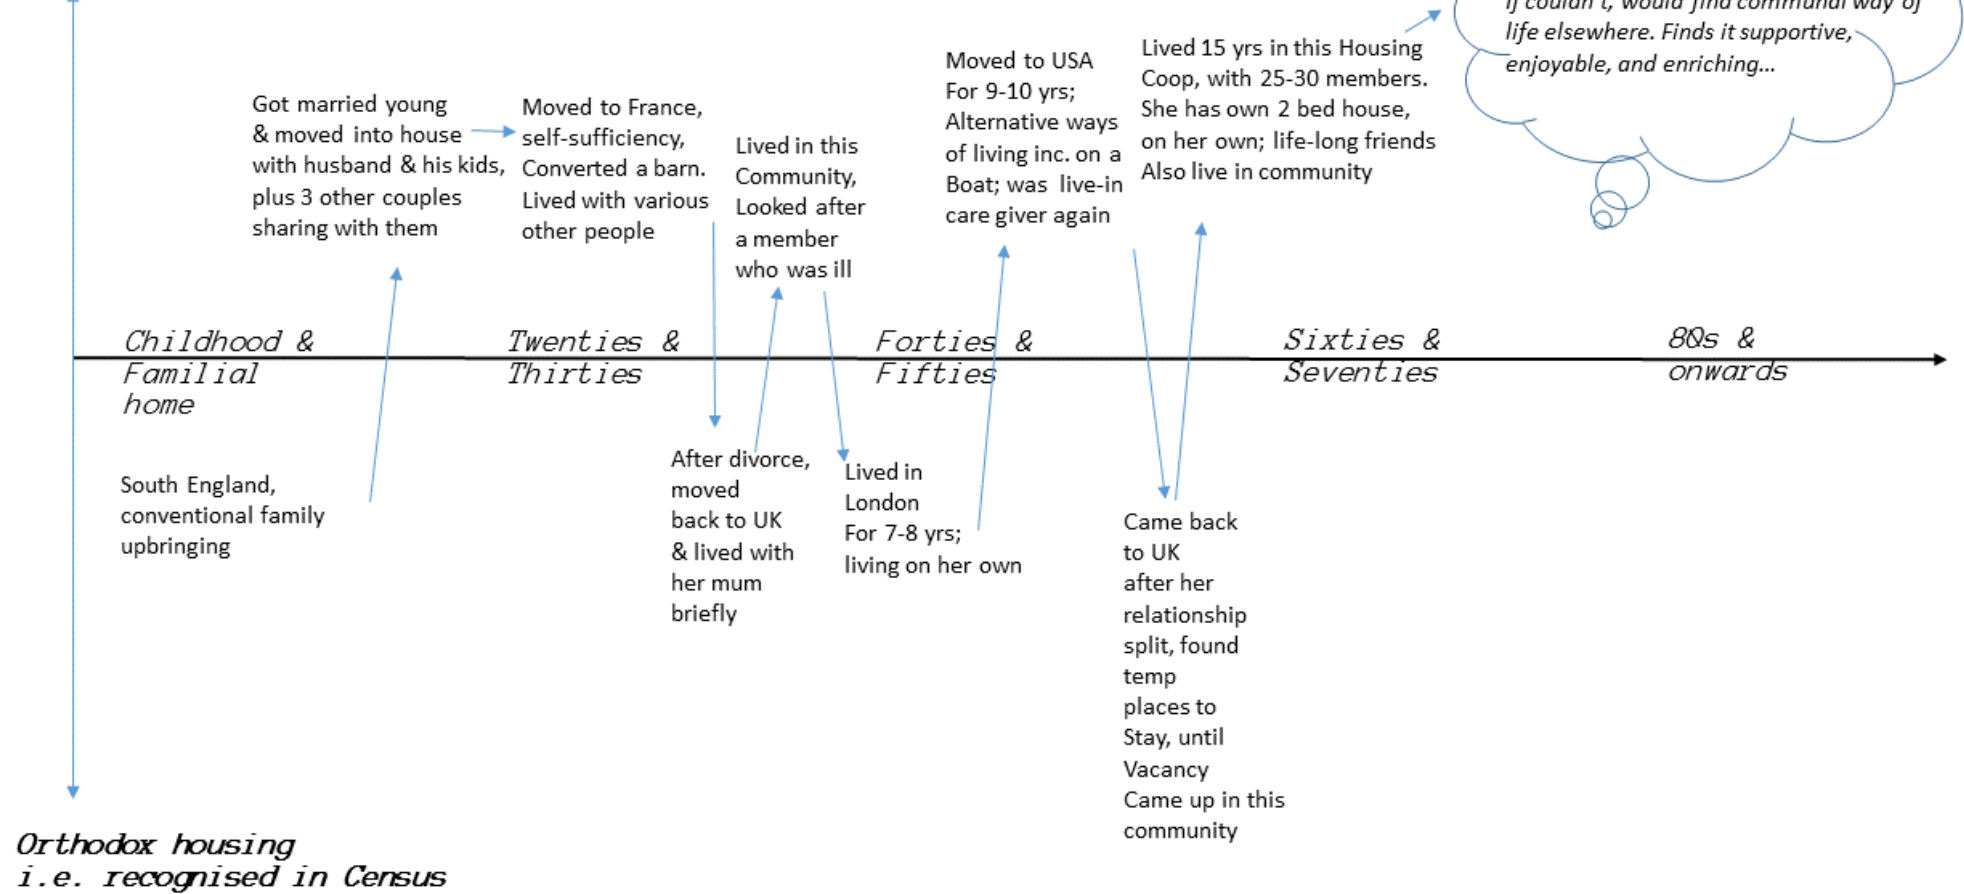 If couldn't, would find communal way of
life elsewhere. Finds it supportive,
enjoyable, and enriching...
Lived 15 yrs in this Housing
Coop, with 25-30 members.
She has own 2 bed house,
on her own; life-long friends
Also live in community
Moved to USA
For 9-10 yrs;
Alternative ways
of living inc. on a
Boat; was live-in
care giver again
Got married young
& moved into house
with husband & his kids,
plus 3 other couples
sharing with them
Moved to France,
self-sufficiency,
Converted a barn.
Lived with various
other people
Lived in this
Community,
Looked after
a member
who was ill
Childhood &
Familial
home
Twenties &
Thirties
Forties &
Fifties
Sixties &
Seventies
80s &
onwards
South England,
conventional family
upbringing
After divorce,
moved
back to UK
& lived with
her mum
briefly
Lived in
London
For 7-8 yrs;
living on her own
Came back
to UK
after her
relationship
split, found
temp
places to
Stay, until
Vacancy
Came up in this
community
Orthodox housing
i.e. recognised in Census